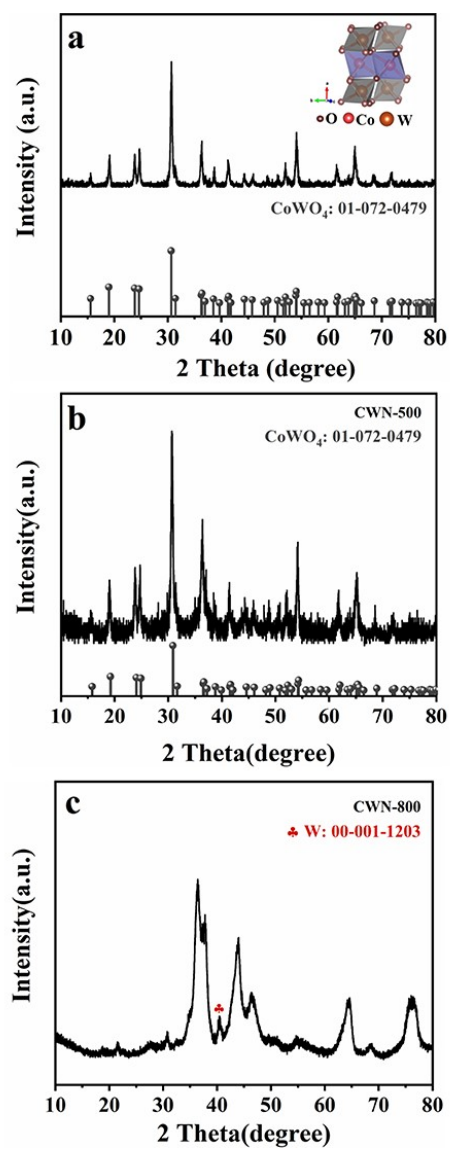 a
O Co W
Intensity (a.u.)
CoWO4: 01-072-0479
10 20 30 40 50 60 70 80
2 Theta (degree)
b
CWN-500
CoWO4: 01-072-0479
Intensity(a.u.)
10 20 30 40 50 60 70 80
2 Theta(degree)
c
CWN-800
♣ W: 00-001-1203
Intensity(a.u.)
♣
10 20 30 40 50 60 70 80
2 Theta(degree)